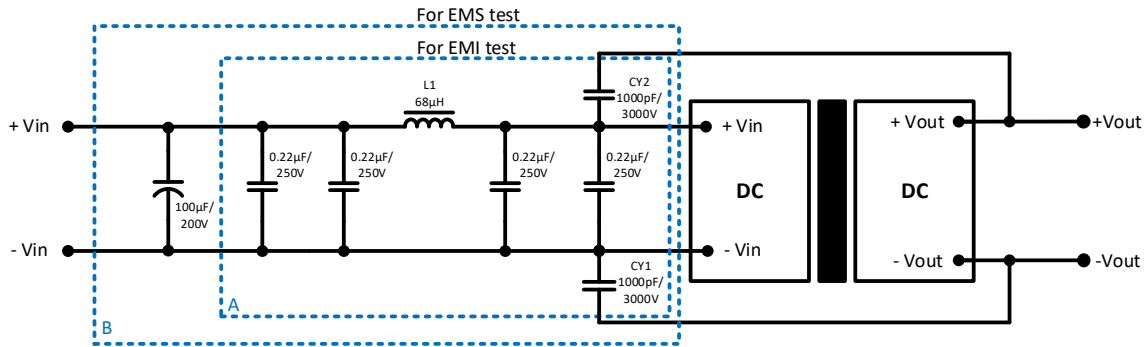 For EMS test
For EMI test
L1
68μH
CY2
1000pF/
3000V
+ Vin
+ Vin
+ Vout
+Vout
0.22μF/
250V
0.22μF/
250V
0.22μF/
250V
0.22μF/
250V
100μF/
200V
DC
DC
- Vin
- Vin
- Vout
-Vout
CY1
1000pF/
3000V
A
B